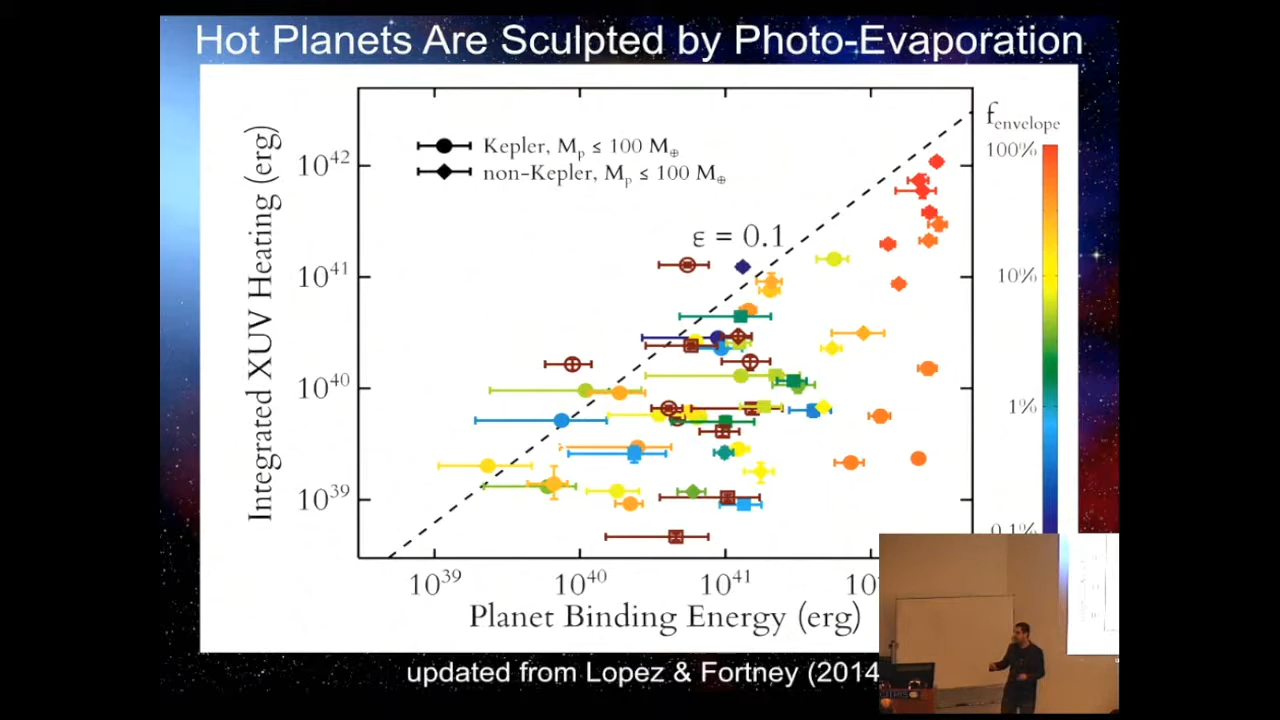 Hot Planets Are Sculpted by Photo-Evaporation
Kepler, Mp ≤ 100 M⊕
non-Kepler, Mp ≤ 100 M⊕
ε = 0.1
fenvelope
100%
10%
1%
0.1%
Integrated XUV Heating (erg)
10^42
10^41
10^40
10^39
10^39
10^40
10^41
Planet Binding Energy (erg)
updated from Lopez & Fortney (2014